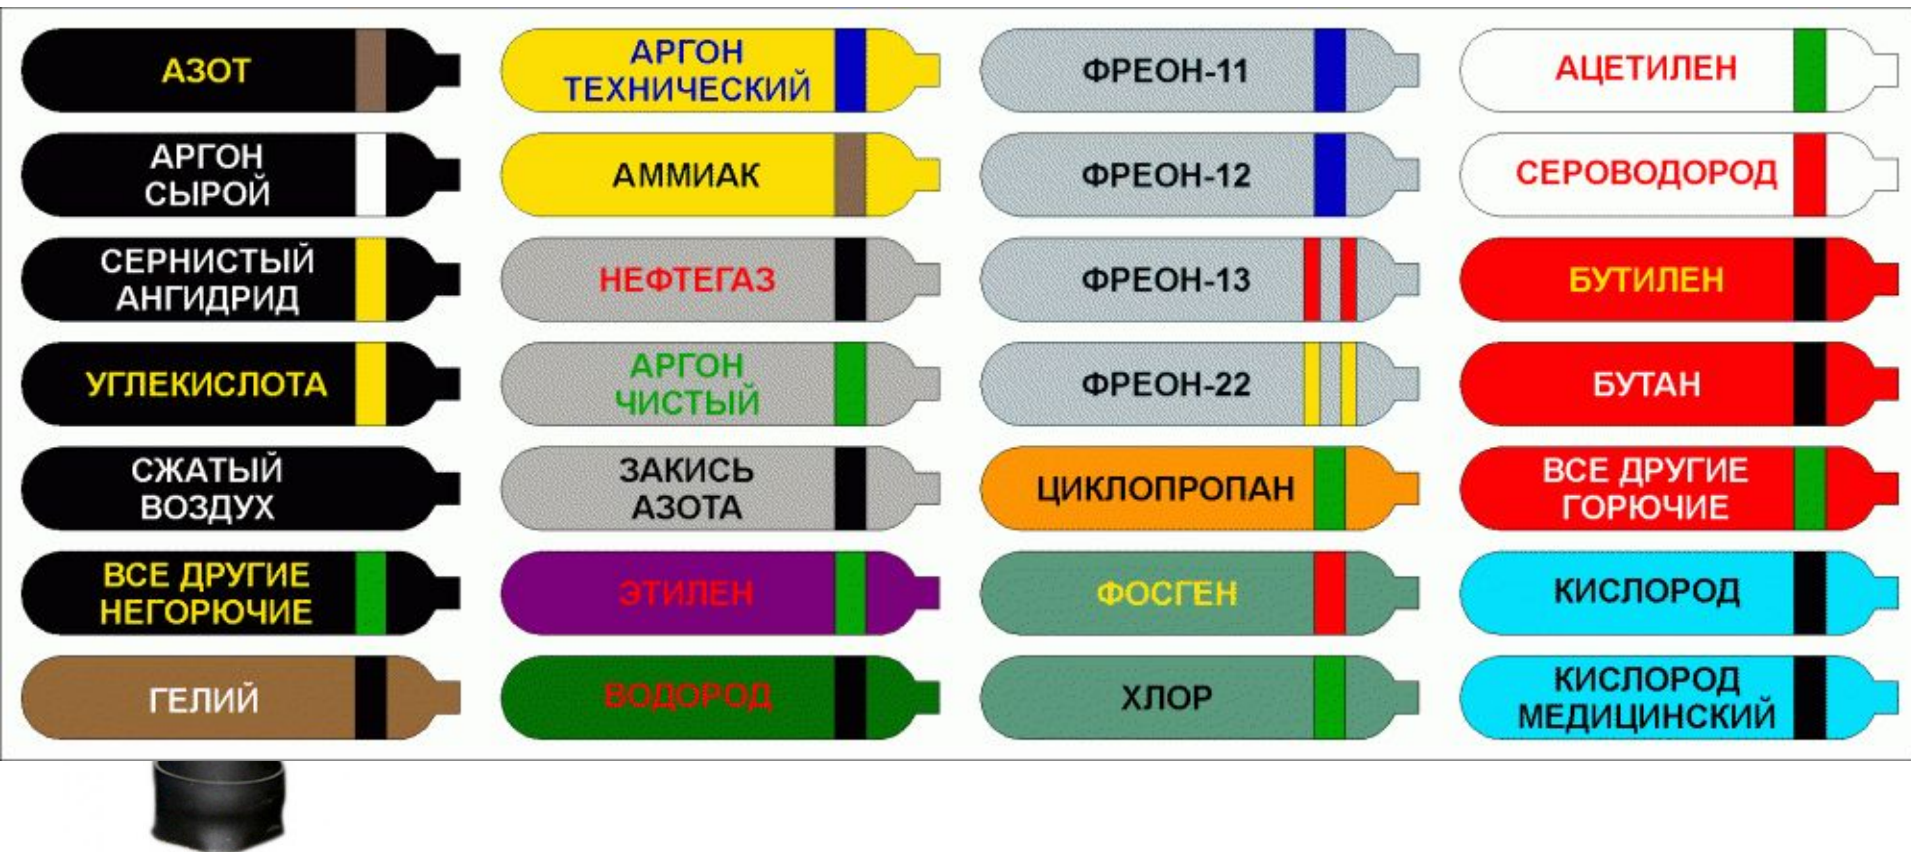 АЗОТ
АРГОН
СЫРОЙ
СЕРНИСТЫЙ
АНГИДРИД
УГЛЕКИСЛОТА
СЖАТЫЙ
ВОЗДУХ
ВСЕ ДРУГИЕ
НЕГОРЮЧИЕ
ГЕЛИЙ
АРГОН
ТЕХНИЧЕСКИЙ
АММИАК
НЕФТЕГАЗ
АРГОН
ЧИСТЫЙ
ЗАКИСЬ
АЗОТА
ЭТИЛЕН
ВОДОРОД
ФРЕОН-11
ФРЕОН-12
ФРЕОН-13
ФРЕОН-22
ЦИКЛОПРОПАН
ФОСГЕН
ХЛОР
АЦЕТИЛЕН
СЕРОВОДОРОД
БУТИЛЕН
БУТАН
ВСЕ ДРУГИЕ
ГОРЮЧИЕ
КИСЛОРОД
КИСЛОРОД
МЕДИЦИНСКИЙ